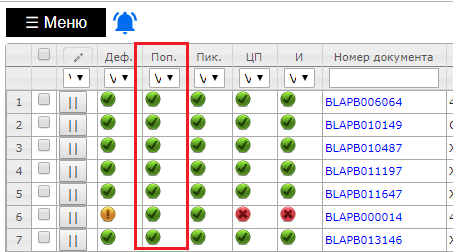 ☰ Меню
Деф. Поп. Пик. ЦП И Номер документа
1 BLAPB006064
2 BLAPB010149
3 BLAPB010487
4 BLAPB011197
5 BLAPB011647
6 BLAPB000014
7 BLAPB013146